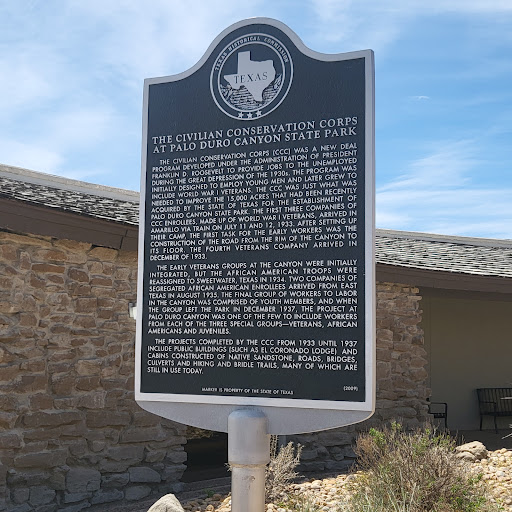 TEXAS HISTORICAL COMMISSION
TEXAS
THE CIVILIAN CONSERVATION CORPS
AT PALO DURO CANYON STATE PARK
THE CIVILIAN CONSERVATION CORPS (CCC) WAS A NEW DEAL
PROGRAM DEVELOPED UNDER THE ADMINISTRATION OF PRESIDENT
FRANKLIN D. ROOSEVELT TO PROVIDE JOBS TO THE UNEMPLOYED
DURING THE GREAT DEPRESSION OF THE 1930s. THE PROGRAM WAS
INITIALLY DESIGNED TO EMPLOY YOUNG MEN AND LATER GREW TO
INCLUDE WORLD WAR I VETERANS. THE CCC WAS JUST WHAT WAS
NEEDED TO IMPROVE THE 15,000 ACRES THAT HAD BEEN RECENTLY
ACQUIRED BY THE STATE OF TEXAS FOR THE ESTABLISHMENT OF
PALO DURO CANYON STATE PARK. THE FIRST THREE COMPANIES OF
CCC ENROLLEES, MADE UP OF WORLD WAR I VETERANS, ARRIVED IN
AMARILLO VIA TRAIN ON JULY 11 AND 12, 1933. AFTER SETTING UP
THEIR CAMP, THE FIRST TASK FOR THE EARLY WORKERS WAS THE
CONSTRUCTION OF THE ROAD FROM THE RIM OF THE CANYON TO
ITS FLOOR. THE FOURTH VETERANS COMPANY ARRIVED IN
DECEMBER OF 1933.
THE EARLY VETERAN GROUPS AT THE CANYON WERE INITIALLY
INTEGRATED, BUT THE AFRICAN AMERICAN TROOPS WERE
REASSIGNED TO SWEETWATER, TEXAS IN 1934. TWO COMPANIES OF
SEGREGATED AFRICAN AMERICAN ENROLLEES ARRIVED FROM EAST
TEXAS IN AUGUST 1935. THE FINAL GROUP OF WORKERS TO LABOR
IN THE CANYON WAS COMPRISED OF YOUTH MEMBERS, AND WHEN
THE GROUP LEFT THE PARK IN DECEMBER 1937, THE PROJECT AT
PALO DURO CANYON WAS ONE OF THE FEW TO INCLUDE WORKERS
FROM EACH OF THE THREE SPECIAL GROUPS—VETERANS, AFRICAN
AMERICANS AND JUVENILES.
THE PROJECTS COMPLETED BY THE CCC FROM 1933 UNTIL 1937
INCLUDE PUBLIC BUILDINGS (SUCH AS EL CORONADO LODGE) AND
CABINS CONSTRUCTED OF NATIVE SANDSTONE, ROADS, BRIDGES,
CULVERTS AND HIKING AND BRIDLE TRAILS, MANY OF WHICH ARE
STILL IN USE TODAY.
(2009)
MARKER IS PROPERTY OF THE STATE OF TEXAS